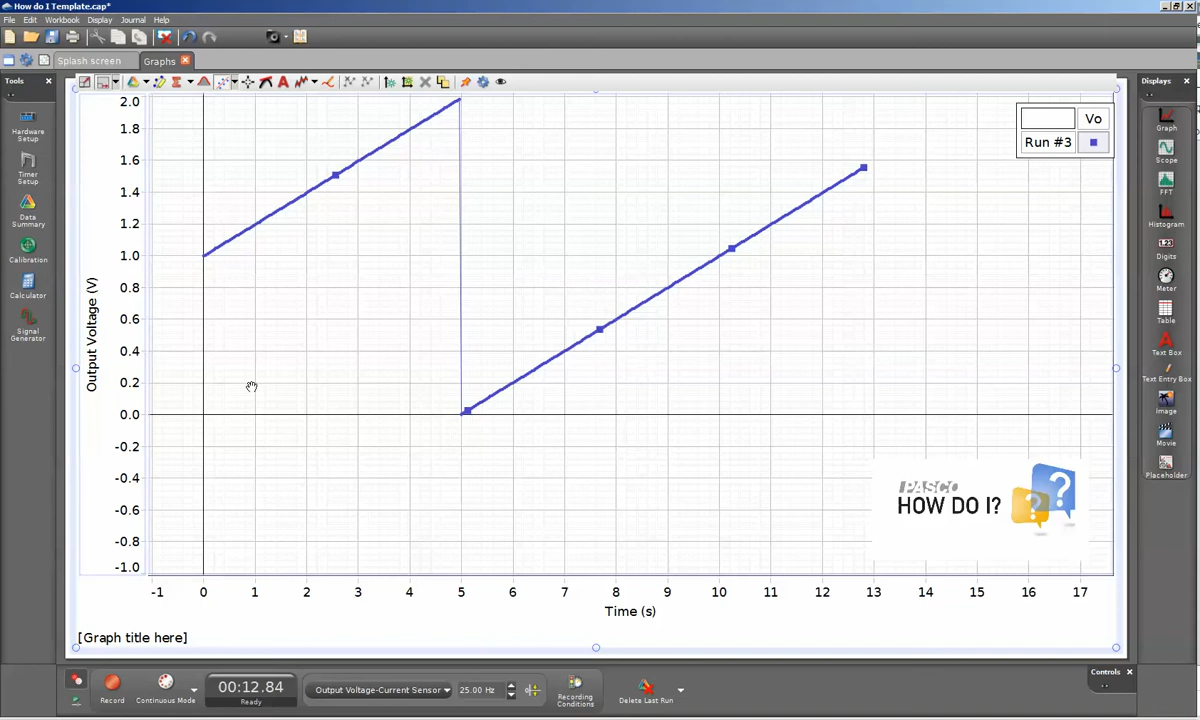 How do I Template.cap*
File Edit Workbook Display Journal Help
Splash screen
Graphs
Tools
Displays
Hardware
Setup
Timer
Setup
Data
Summary
Calibration
Calculator
Signal
Generator
2.0
1.8
1.6
1.4
1.2
1.0
0.8
0.6
0.4
0.2
0.0
-0.2
-0.4
-0.6
-0.8
-1.0
Output Voltage (V)
Vo
Run #3
PASCO
HOW DO I?
-1 0 1 2 3 4 5 6 7 8 9 10 11 12 13 14 15 16 17
Time (s)
[Graph title here]
Graph
Scope
FFT
Histogram
Digits
Meter
Table
Text Box
Text Entry Box
Image
Movie
Placeholder
Record
Continuous Mode
00:12.84
Ready
Output Voltage-Current Sensor
25.00 Hz
Recording
Conditions
Delete Last Run
Controls